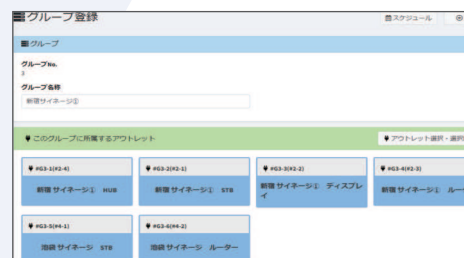 グループ登録
スケジュール
グループ
グループNo.
3
グループ名称
新宿サイネージ①
このグループに所属するアウトレット
アウトレット選択・選択
#G3-1(#2-4)
#G3-2(#2-1)
#G3-3(#2-2)
#G3-4(#2-3)
新宿 サイネージ① HUB
新宿 サイネージ① STB
新宿 サイネージ① ディスプレ
イ
新宿 サイネージ① ルー
#G3-5(#4-1)
#G3-6(#4-2)
池袋 サイネージ STB
池袋 サイネージ ルーター